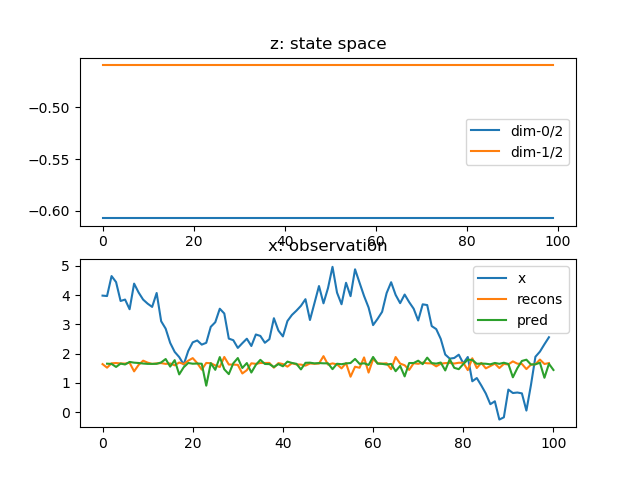 z: state space
−0.50
−0.55
−0.60
dim-0/2
dim-1/2
0 20 40 60 80 100
x: observation
5
4
3
2
1
0
x
recons
pred
0 20 40 60 80 100